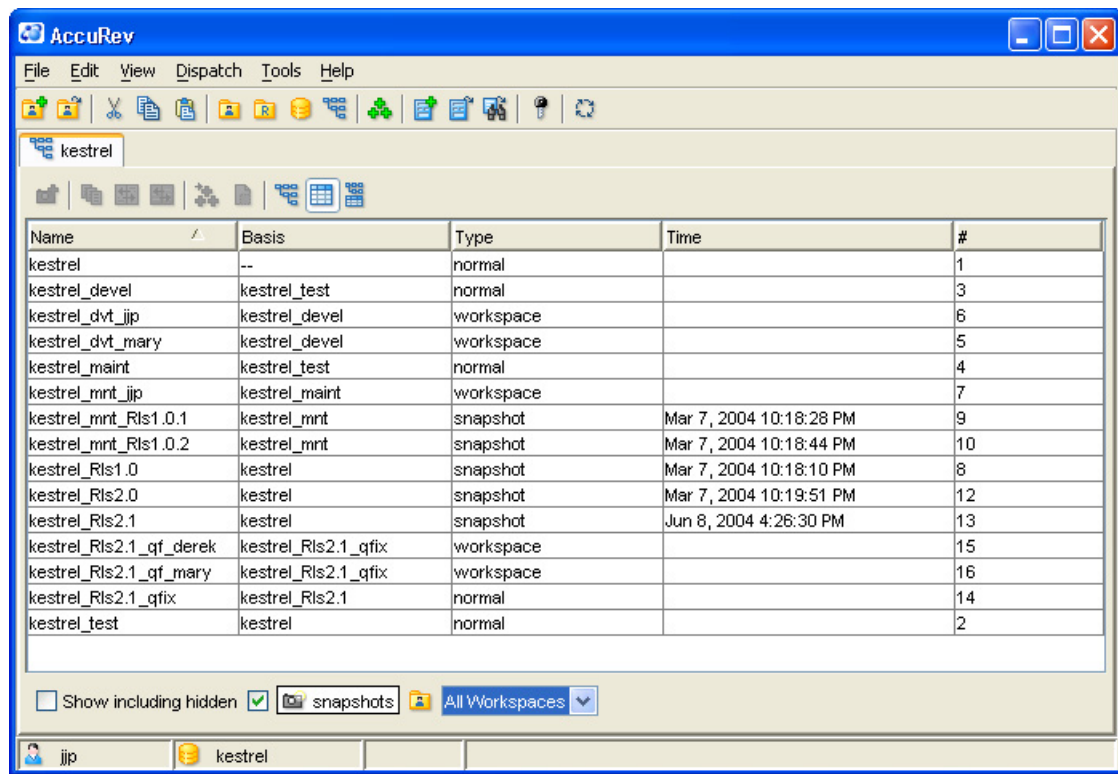 AccuRev
File Edit View Dispatch Tools Help
kestrel
Name Basis Type Time #
kestrel -- normal 1
kestrel_devel kestrel_test normal 3
kestrel_dvt_jjp kestrel_devel workspace 6
kestrel_dvt_mary kestrel_devel workspace 5
kestrel_maint kestrel_test normal 4
kestrel_mnt_jjp kestrel_maint workspace 7
kestrel_mnt_Rls1.0.1 kestrel_mnt snapshot Mar 7, 2004 10:18:28 PM 9
kestrel_mnt_Rls1.0.2 kestrel_mnt snapshot Mar 7, 2004 10:18:44 PM 10
kestrel_Rls1.0 kestrel snapshot Mar 7, 2004 10:18:10 PM 8
kestrel_Rls2.0 kestrel snapshot Mar 7, 2004 10:19:51 PM 12
kestrel_Rls2.1 kestrel snapshot Jun 8, 2004 4:26:30 PM 13
kestrel_Rls2.1_qf_derek kestrel_Rls2.1_qfix workspace 15
kestrel_Rls2.1_qf_mary kestrel_Rls2.1_qfix workspace 16
kestrel_Rls2.1_qfix kestrel_Rls2.1 normal 14
kestrel_test kestrel normal 2
Show including hidden snapshots All Workspaces
jjp kestrel